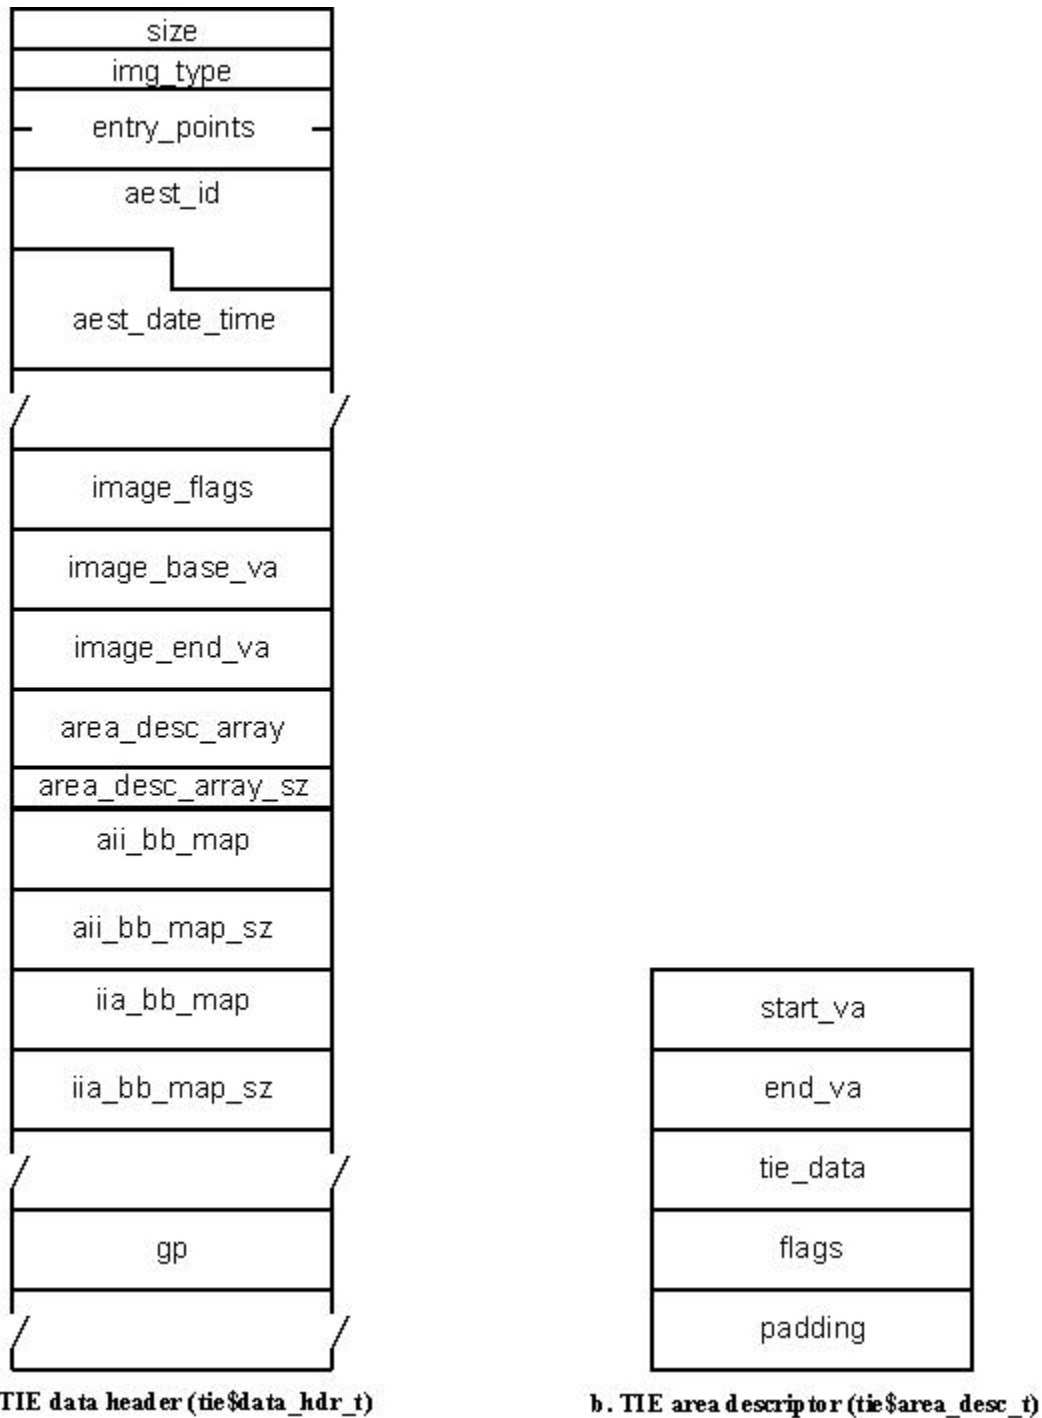 size
img_type
entry_points
aest_id
aest_date_time
image_flags
image_base_va
image_end_va
area_desc_array
area_desc_array_sz
aii_bb_map
aii_bb_map_sz
iia_bb_map
iia_bb_map_sz
gp
TIE data header (tie$data_hdr_t)
start_va
end_va
tie_data
flags
padding
b. TIE area descriptor (tie$area_desc_t)